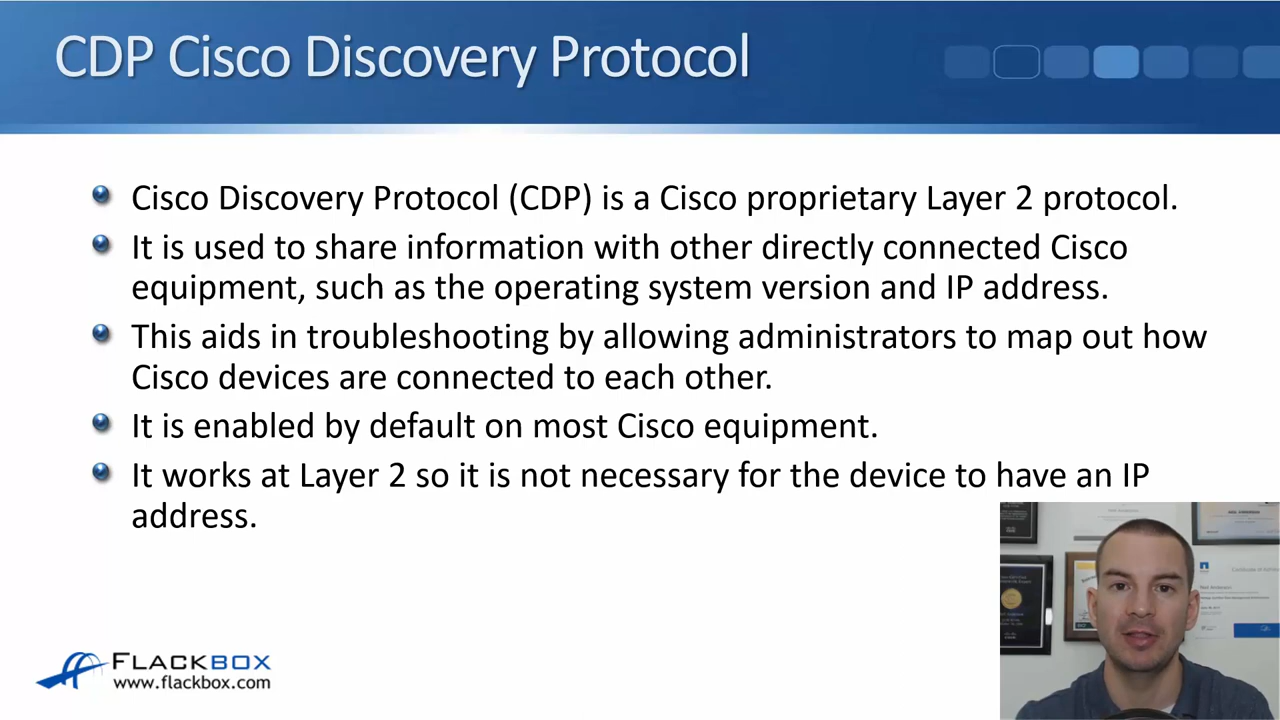 CDP Cisco Discovery Protocol
Cisco Discovery Protocol (CDP) is a Cisco proprietary Layer 2 protocol.
It is used to share information with other directly connected Cisco
equipment, such as the operating system version and IP address.
This aids in troubleshooting by allowing administrators to map out how
Cisco devices are connected to each other.
It is enabled by default on most Cisco equipment.
It works at Layer 2 so it is not necessary for the device to have an IP
address.
FLACKBOX
www.flackbox.com